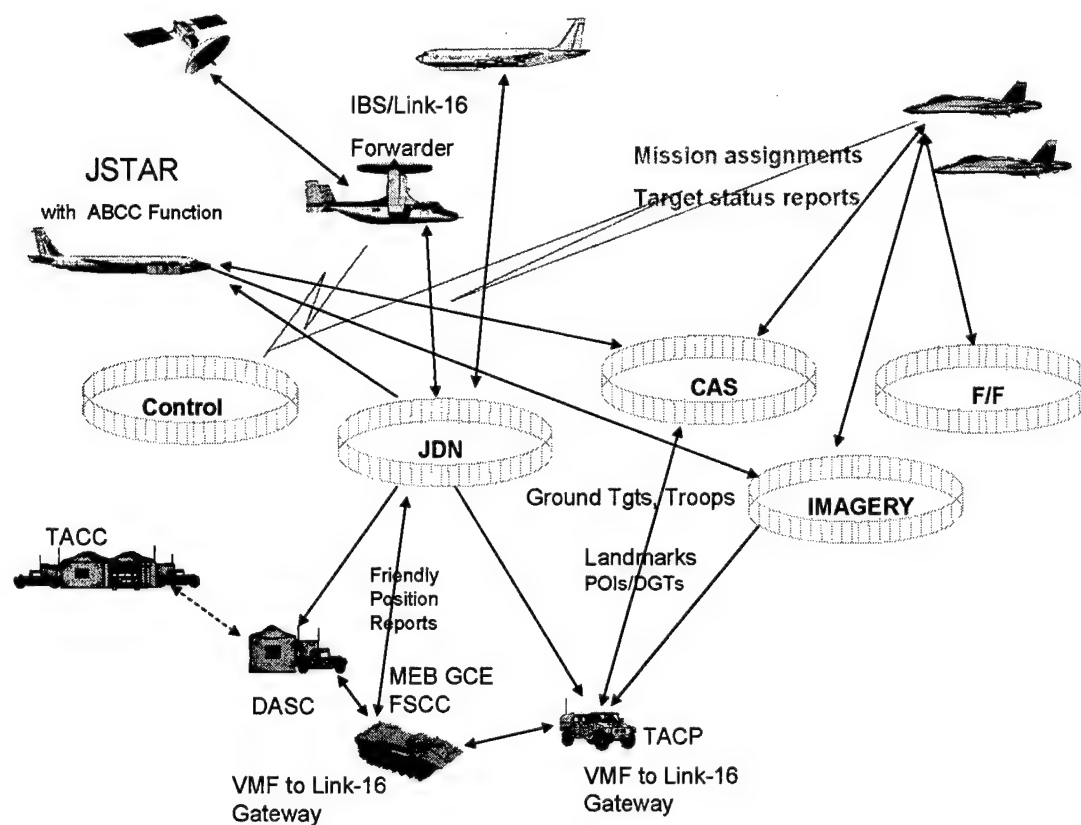 IBS/Link-16
Forwarder
JSTAR
with ABCC Function
Mission assignments
Target status reports
Control
JDN
CAS
F/F
IMAGERY
Ground Tgts, Troops
Landmarks
POIs/DGTs
TACC
Friendly
Position
Reports
DASC
MEB GCE
FSCC
VMF to Link-16
Gateway
TACP
VMF to Link-16
Gateway